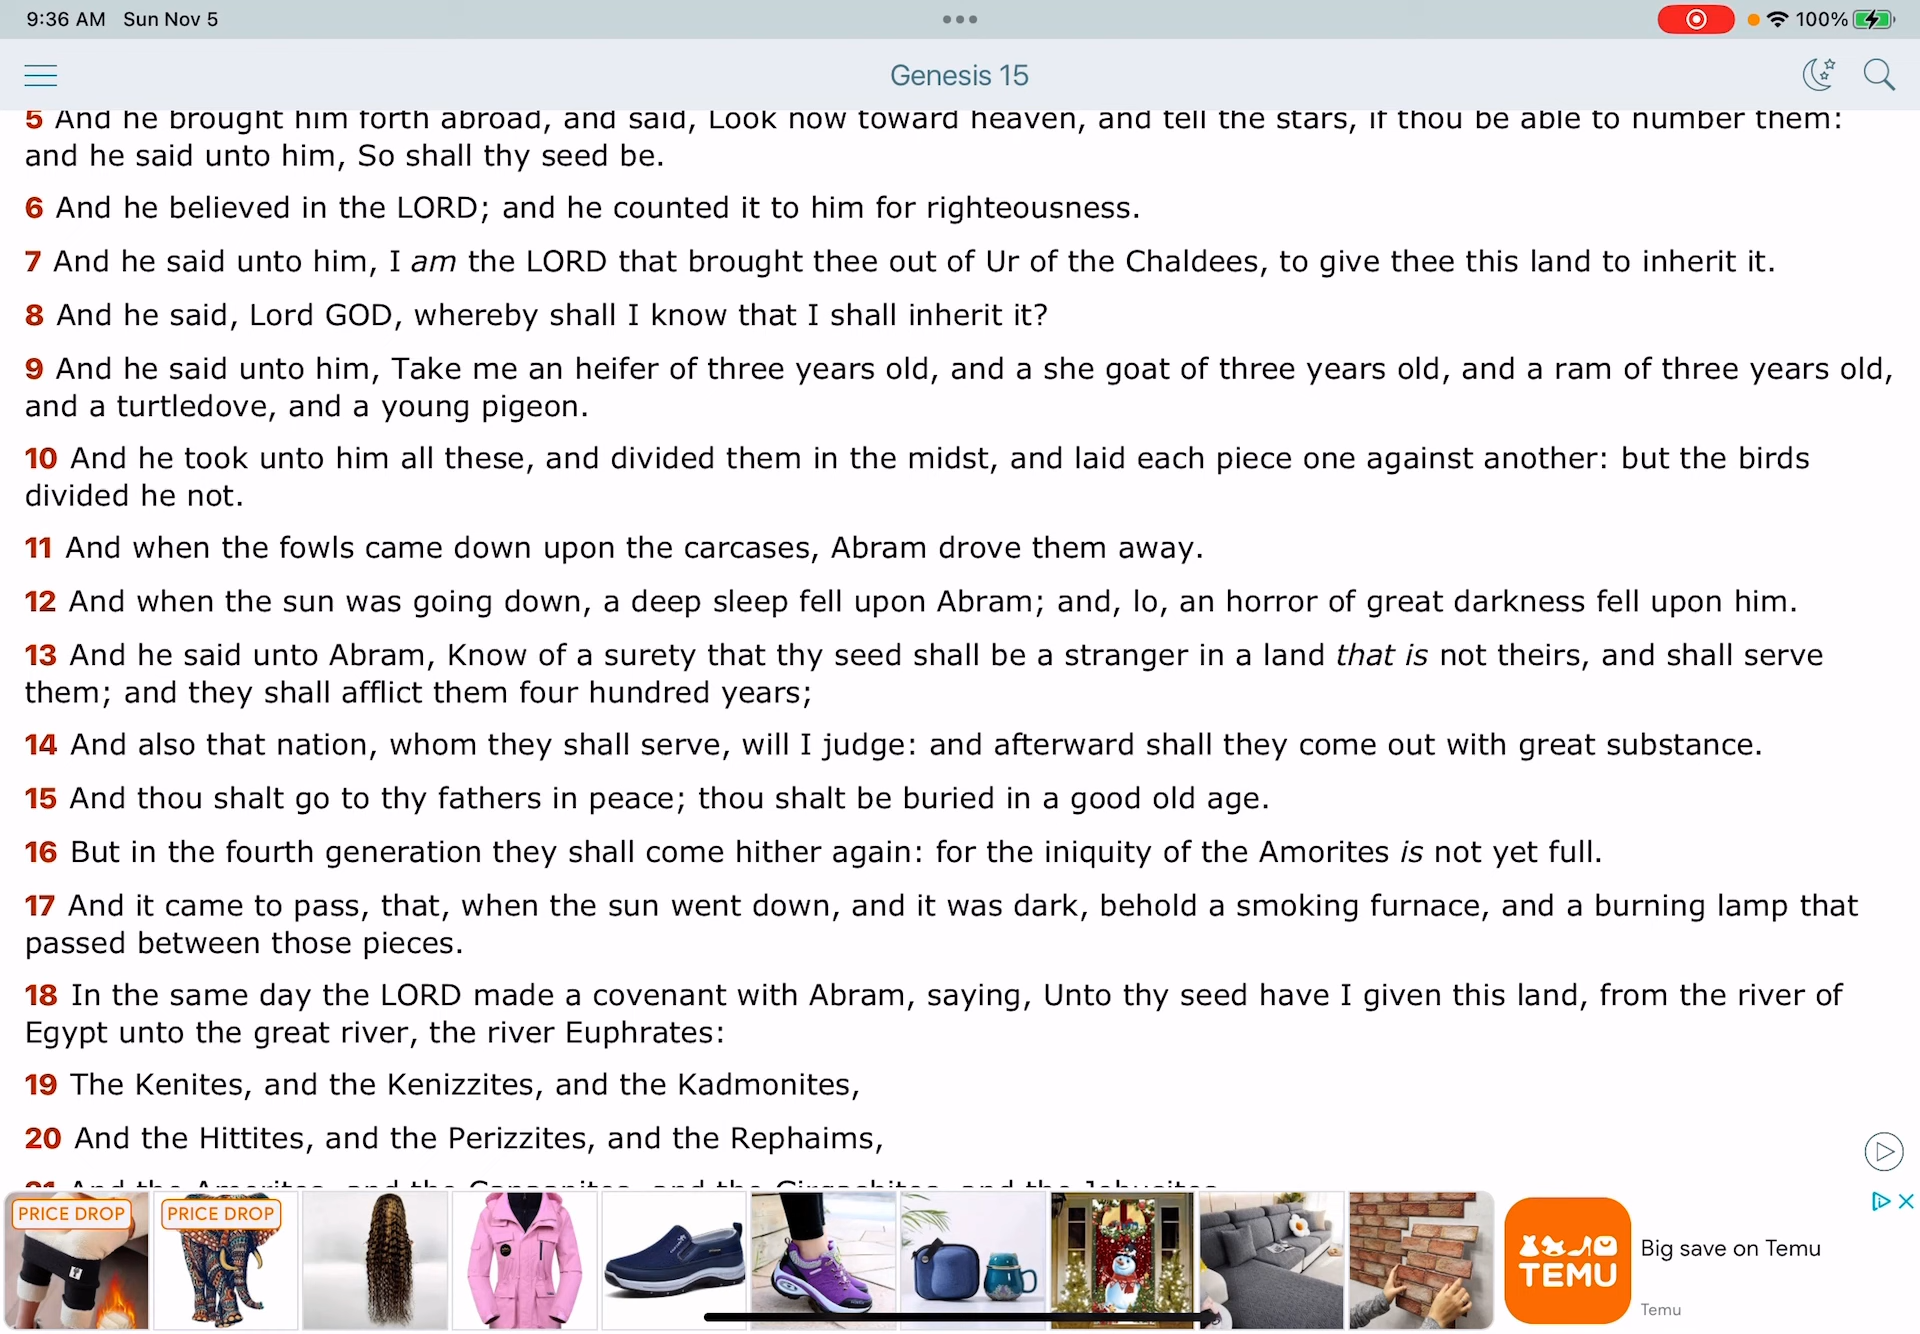 9:36 AM Sun Nov 5
100%
Genesis 15
5 And he brought him forth abroad, and said, Look now toward heaven, and tell the stars, if thou be able to number them:
and he said unto him, So shall thy seed be.
6 And he believed in the LORD; and he counted it to him for righteousness.
7 And he said unto him, I am the LORD that brought thee out of Ur of the Chaldees, to give thee this land to inherit it.
8 And he said, Lord GOD, whereby shall I know that I shall inherit it?
9 And he said unto him, Take me an heifer of three years old, and a she goat of three years old, and a ram of three years old,
and a turtledove, and a young pigeon.
10 And he took unto him all these, and divided them in the midst, and laid each piece one against another: but the birds
divided he not.
11 And when the fowls came down upon the carcases, Abram drove them away.
12 And when the sun was going down, a deep sleep fell upon Abram; and, lo, an horror of great darkness fell upon him.
13 And he said unto Abram, Know of a surety that thy seed shall be a stranger in a land that is not theirs, and shall serve
them; and they shall afflict them four hundred years;
14 And also that nation, whom they shall serve, will I judge: and afterward shall they come out with great substance.
15 And thou shalt go to thy fathers in peace; thou shalt be buried in a good old age.
16 But in the fourth generation they shall come hither again: for the iniquity of the Amorites is not yet full.
17 And it came to pass, that, when the sun went down, and it was dark, behold a smoking furnace, and a burning lamp that
passed between those pieces.
18 In the same day the LORD made a covenant with Abram, saying, Unto thy seed have I given this land, from the river of
Egypt unto the great river, the river Euphrates:
19 The Kenites, and the Kenizzites, and the Kadmonites,
20 And the Hittites, and the Perizzites, and the Rephaims,
21 And the Amorites, and the Canaanites, and the Girgashites, and the Jebusites.
PRICE DROP
PRICE DROP
TEMU
Big save on Temu
Temu